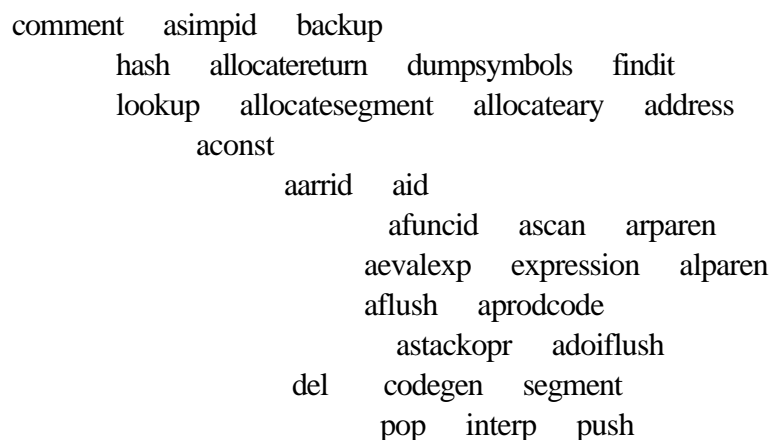 comment asimpid backup
hash allocatereturn dumpsymbols findit
lookup allocatesegment allocateary address
aconst
aarrid aid
afuncid ascan arparen
aevalexp expression alparen
aflush aprodcode
astackopr adoiflush
del codegen segment
pop interp push